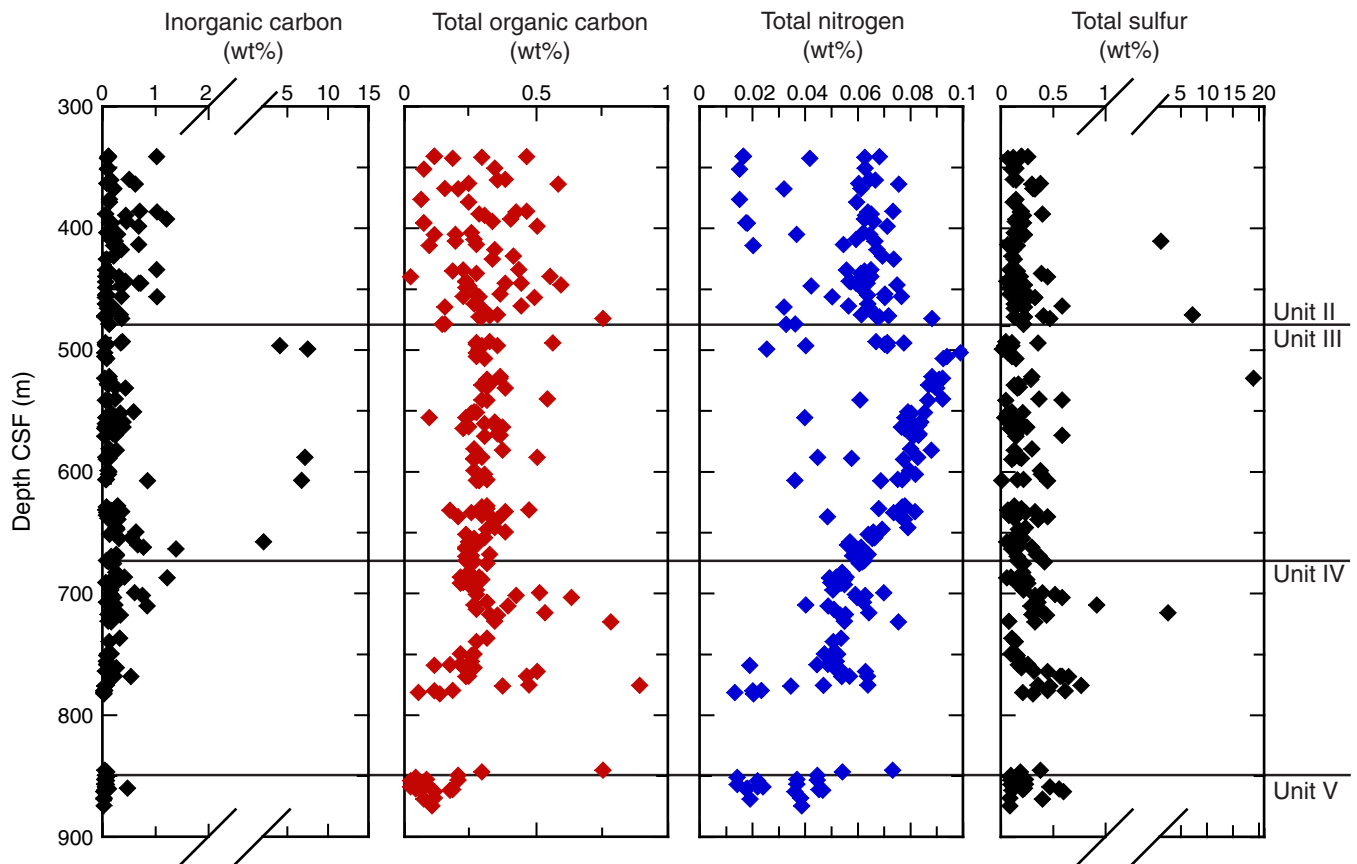 Inorganic carbon
(wt%)
Total organic carbon
(wt%)
Total nitrogen
(wt%)
Total sulfur
(wt%)
0 1 2 5 10 15
0 0.5 1
0.02 0.04 0.06 0.08 0.1
0 0.5 1 5 10 15 20
300
400
500
600
700
800
900
Depth CSF (m)
Unit II
Unit III
Unit IV
Unit V